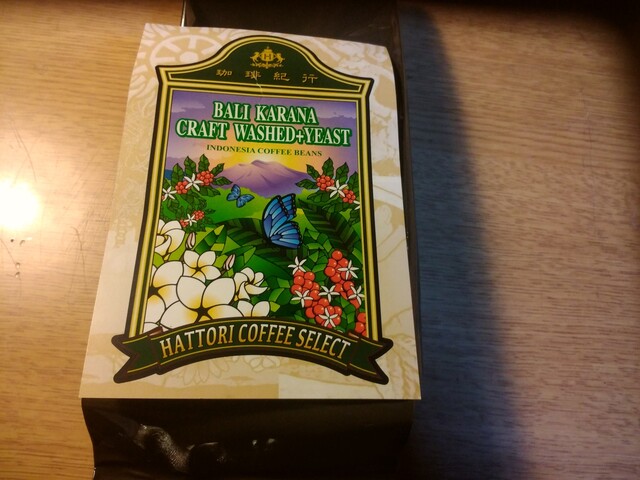 H
珈琲紀行
BALI KARANA
CRAFT WASHED+YEAST
INDONESIA COFFEE BEANS
HATTORI COFFEE SELECT